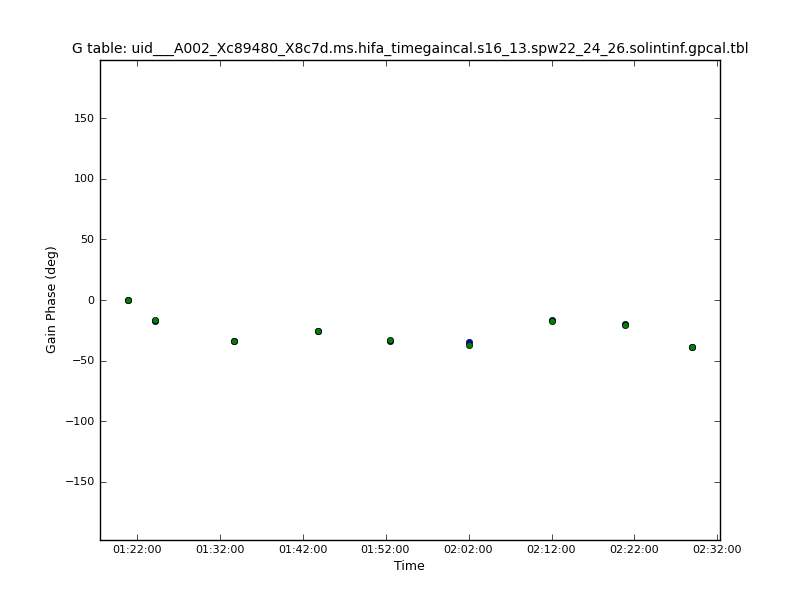 G table: uid___A002_Xc89480_X8c7d.ms.hifa_timegaincal.s16_13.spw22_24_26.solintinf.gpcal.tbl
150
100
50
0
−50
−100
−150
Gain Phase (deg)
01:22:00 01:32:00 01:42:00 01:52:00 02:02:00 02:12:00 02:22:00 02:32:00
Time